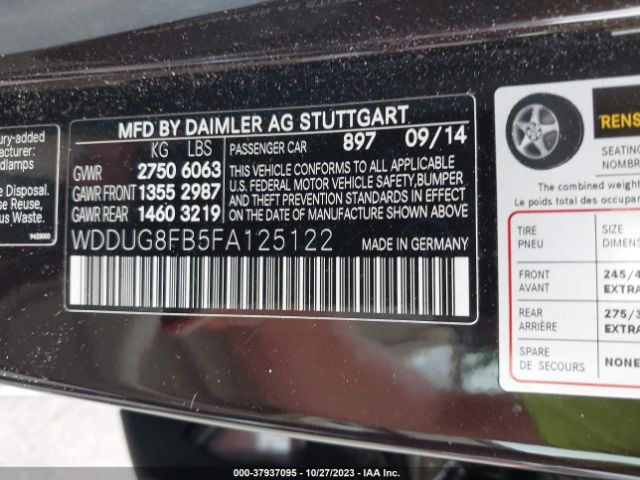 ury-added
nufacturer:
eadlamps
e Disposal.
e Reuse,
us Waste.
MFD BY DAIMLER AG STUTTGART
KG LBS
GVWR 2750 6063
GAWR FRONT 1355 2987
GAWR REAR 1460 3219
PASSENGER CAR 897 09/14
THIS VEHICLE CONFORMS TO ALL APPLICABLE
U.S. FEDERAL MOTOR VEHICLE SAFETY,BUMPER
AND THEFT PREVENTION STANDARDS IN EFFECT
ON THE DATE OF MANUFACTURE SHOWN ABOVE.
WDDUG8FB5FA125122 MADE IN GERMANY
RENS
SEATING
NOMBRE
The combined weight
Le poids total des occu
TIRE SIZE
PNEU DIMENS
FRONT 245/4
AVANT EXTRA
REAR 275/3
ARRIÈRE EXTRA
SPARE
DE SECOURS NONE
000-37937095 - 10/27/2023 - IAA Inc.